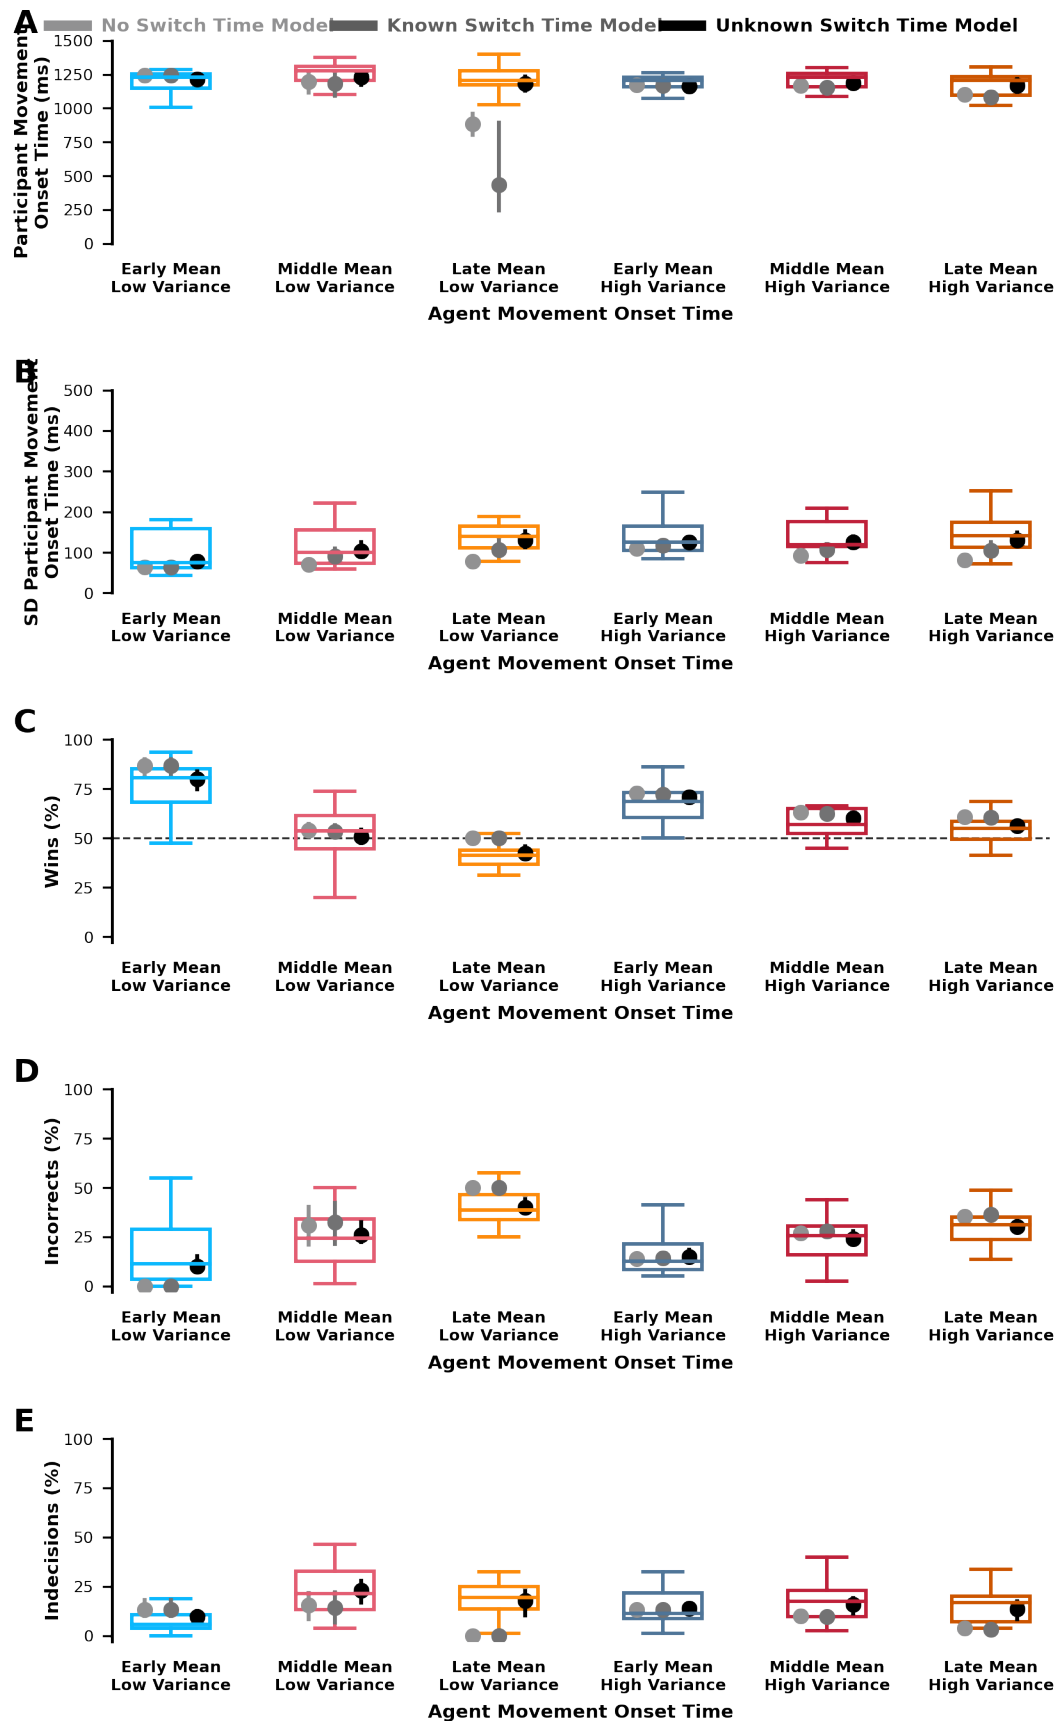 A
No Switch Time Model
Known Switch Time Model
Unknown Switch Time Model
Participant Movement
Onset Time (ms)
1500
1250
1000
750
500
250
0
Early Mean Low Variance
Middle Mean Low Variance
Late Mean Low Variance
Early Mean High Variance
Middle Mean High Variance
Late Mean High Variance
Agent Movement Onset Time
B
SD Participant Movement
Onset Time (ms)
500
400
300
200
100
0
Early Mean Low Variance
Middle Mean Low Variance
Late Mean Low Variance
Early Mean High Variance
Middle Mean High Variance
Late Mean High Variance
Agent Movement Onset Time
C
Wins (%)
100
75
50
25
0
Early Mean Low Variance
Middle Mean Low Variance
Late Mean Low Variance
Early Mean High Variance
Middle Mean High Variance
Late Mean High Variance
Agent Movement Onset Time
D
Incorrects (%)
100
75
50
25
0
Early Mean Low Variance
Middle Mean Low Variance
Late Mean Low Variance
Early Mean High Variance
Middle Mean High Variance
Late Mean High Variance
Agent Movement Onset Time
E
Indecisions (%)
100
75
50
25
0
Early Mean Low Variance
Middle Mean Low Variance
Late Mean Low Variance
Early Mean High Variance
Middle Mean High Variance
Late Mean High Variance
Agent Movement Onset Time